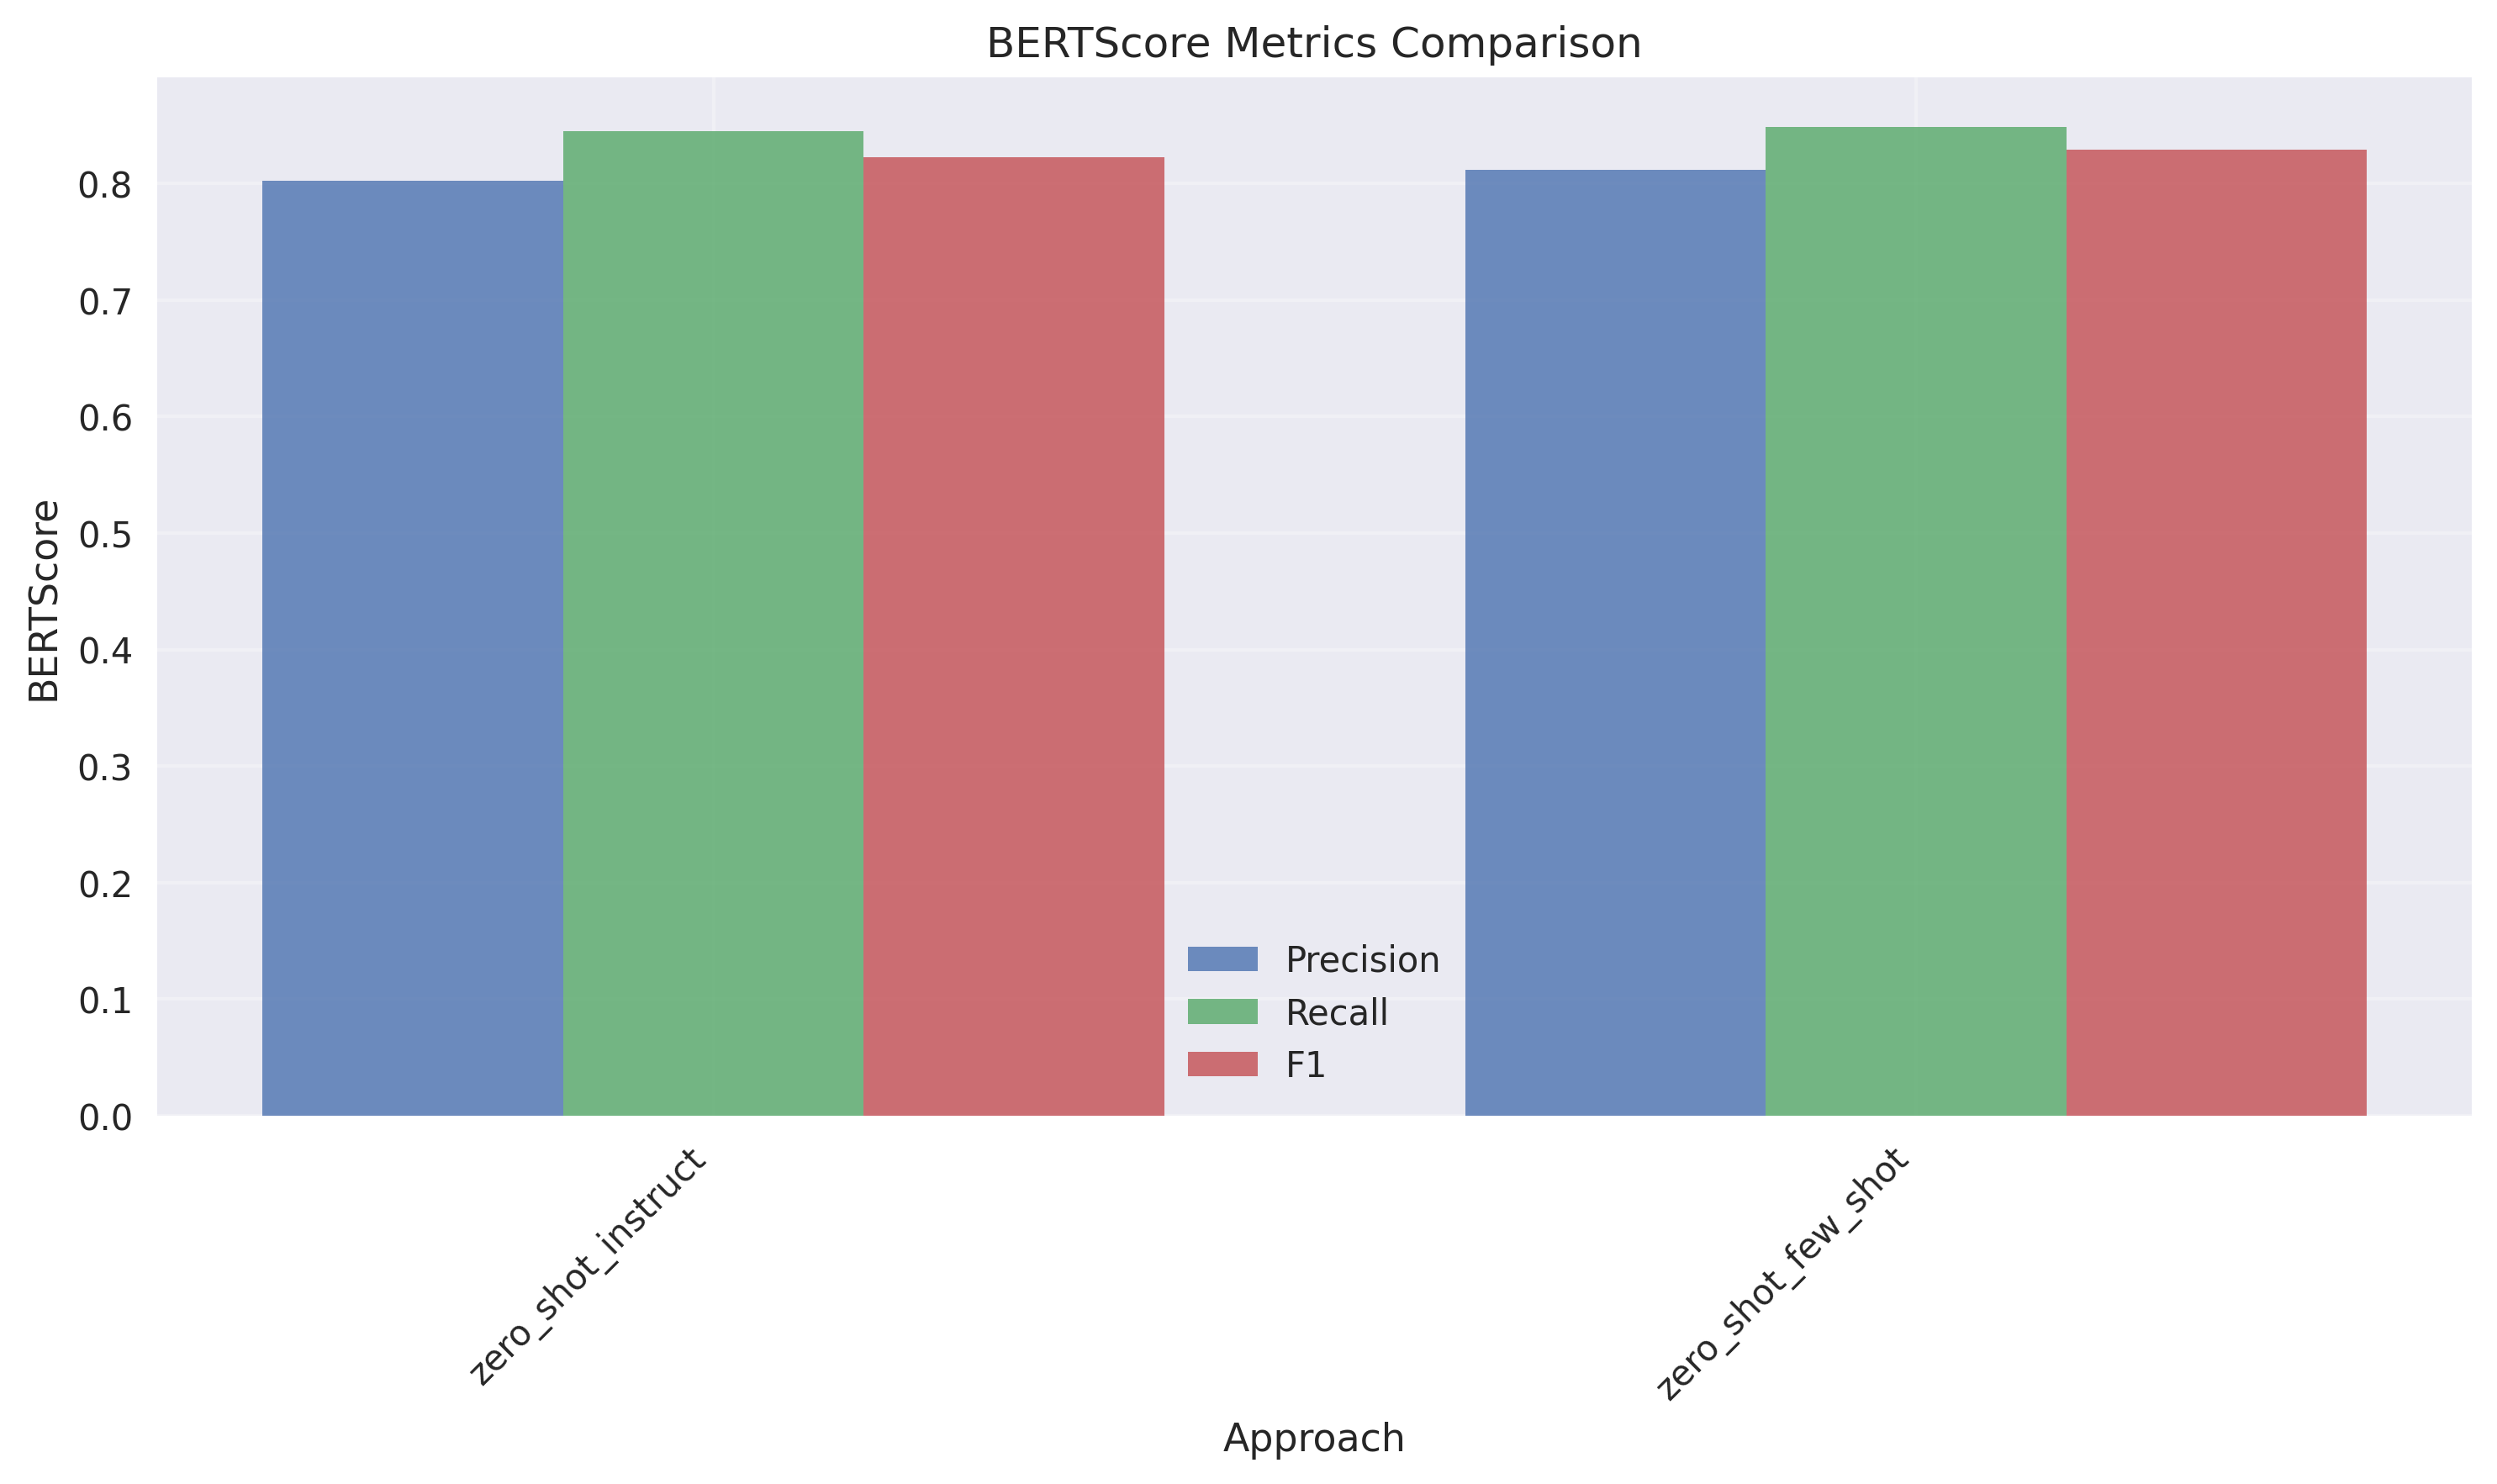 BERTScore Metrics Comparison
BERTScore
0.8
0.7
0.6
0.5
0.4
0.3
0.2
0.1
0.0
Precision
Recall
F1
zero_shot_instruct
zero_shot_few_shot
Approach